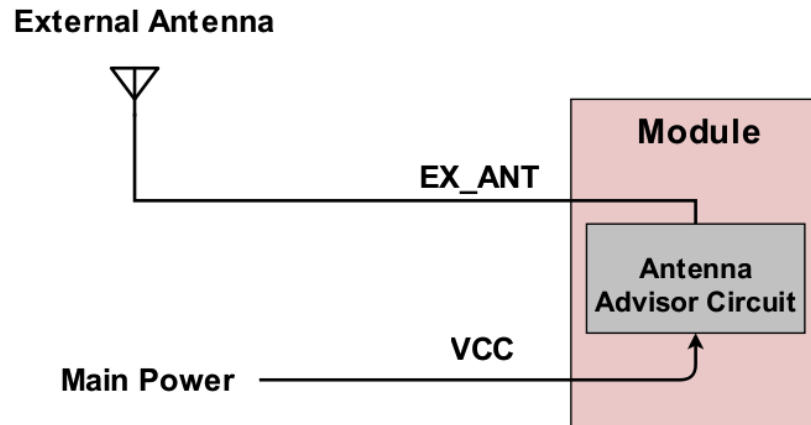 External Antenna
Module
EX_ANT
Antenna
Advisor Circuit
VCC
Main Power